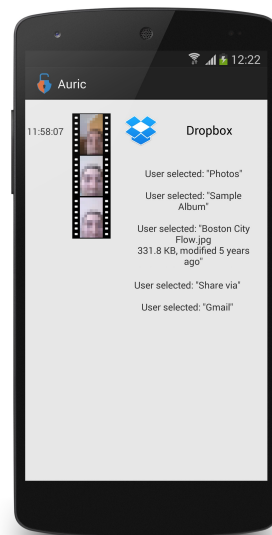 12:22
Auric
11:58:07
Dropbox
User selected: "Photos"
User selected: "Sample
Album"
User selected: "Boston City
Flow.jpg
331.8 KB, modified 5 years
ago"
User selected: "Share via"
User selected: "Gmail"